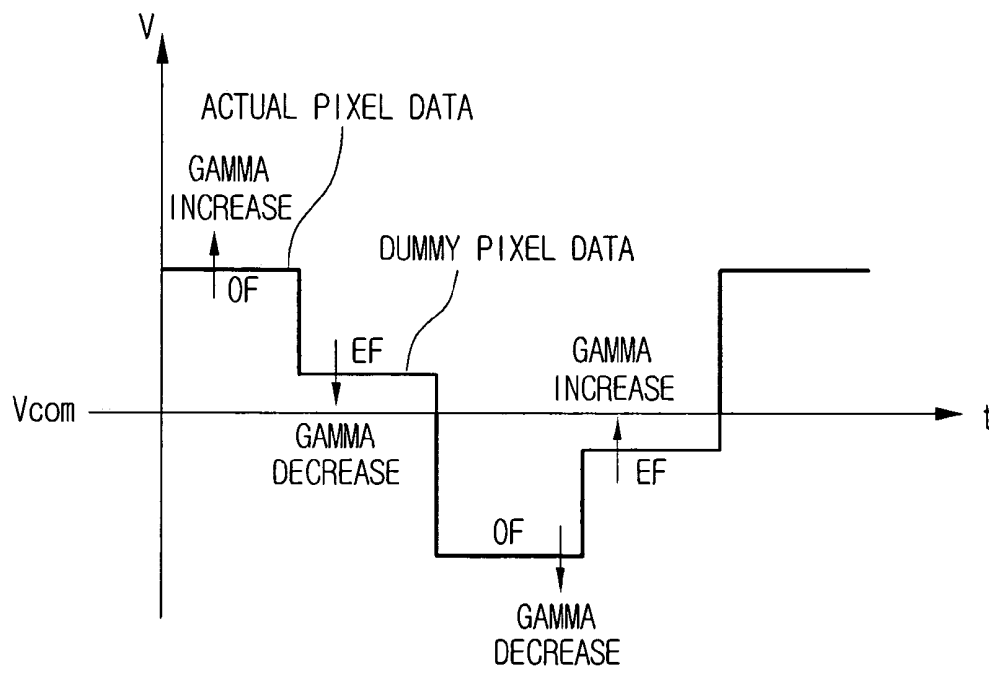 V
ACTUAL PIXEL DATA
GAMMA
INCREASE
DUMMY PIXEL DATA
OF
EF
GAMMA
INCREASE
Vcom
t
GAMMA
DECREASE
EF
OF
GAMMA
DECREASE